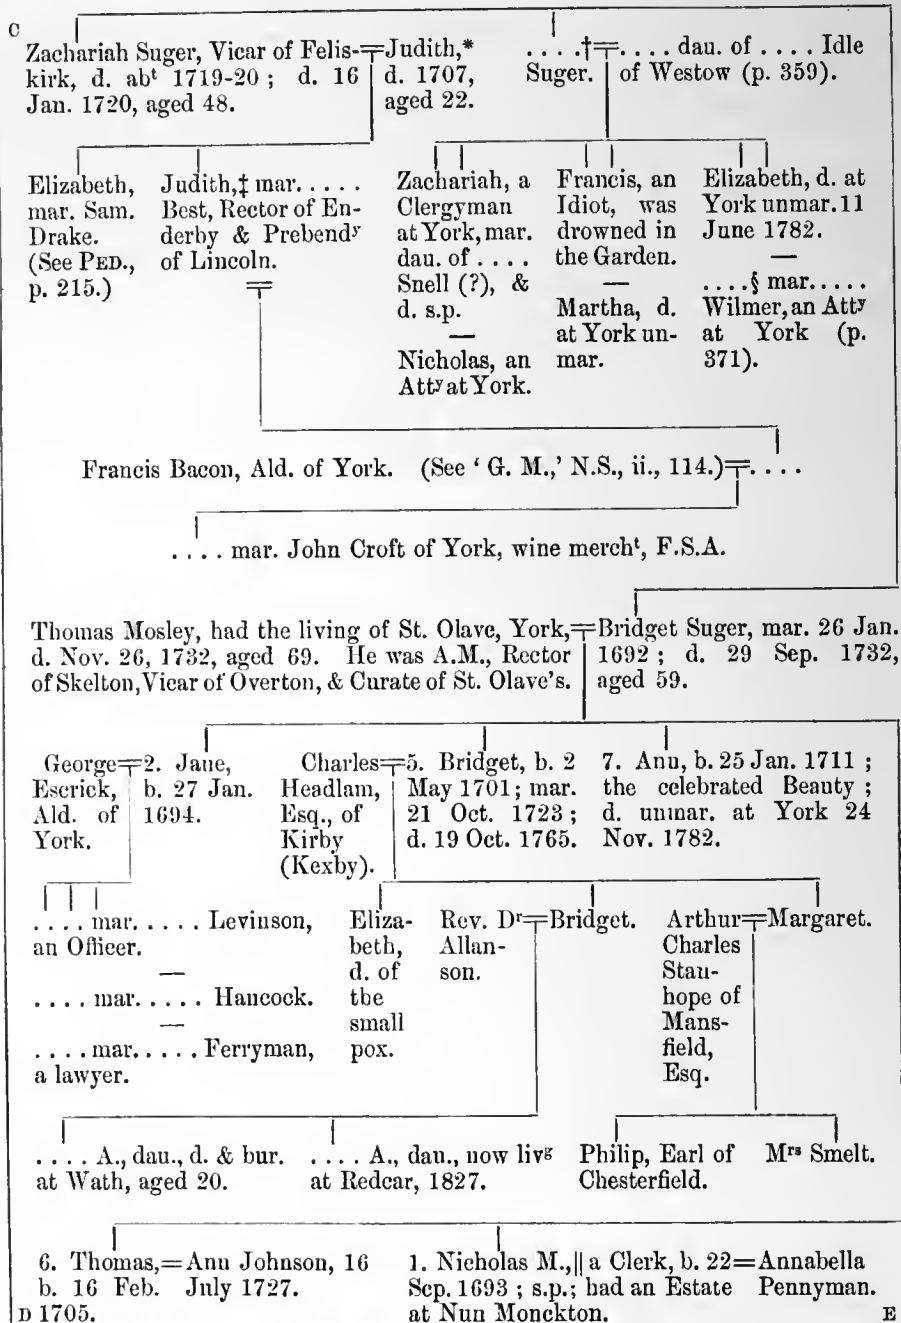 C
Zachariah Suger, Vicar of Felis-
kirk, d. abt 1719-20 ; d. 16
Jan. 1720, aged 48.
Judith,*
d. 1707,
aged 22.
. . . .†
Suger.
. . . . dau. of . . . . Idle
of Westow (p. 359).
Elizabeth,
mar. Sam.
Drake.
(See PED.,
p. 215.)
Judith,‡ mar. . . . .
Best, Rector of En-
derby & Prebendy
of Lincoln.
Zachariah, a
Clergyman
at York, mar.
dau. of . . . .
Snell (?), &
d. s.p.
—
Nicholas, an
Atty at York.
Francis, an
Idiot, was
drowned in
the Garden.
—
Martha, d.
at York un-
mar.
Elizabeth, d. at
York unmar. 11
June 1782.
—
. . . .§ mar. . . . .
Wilmer, an Atty
at York (p.
371).
Francis Bacon, Ald. of York. (See ‘ G. M.,’ N.S., ii., 114.) . . . .
. . . . mar. John Croft of York, wine mercht, F.S.A.
Thomas Mosley, had the living of St. Olave, York,
d. Nov. 26, 1732, aged 69. He was A.M., Rector
of Skelton, Vicar of Overton, & Curate of St. Olave’s.
Bridget Suger, mar. 26 Jan.
1692 ; d. 29 Sep. 1732,
aged 59.
George
Escrick,
Ald. of
York.
2. Jane,
b. 27 Jan.
1694.
Charles
Headlam,
Esq., of
Kirby
(Kexby).
5. Bridget, b. 2
May 1701 ; mar.
21 Oct. 1723 ;
d. 19 Oct. 1765.
7. Ann, b. 25 Jan. 1711 ;
the celebrated Beauty ;
d. unmar. at York 24
Nov. 1782.
. . . . mar. . . . . Levinson,
an Officer.
—
. . . . mar. . . . . Hancock.
—
. . . . mar. . . . . Ferryman,
a lawyer.
Eliza-
beth,
d. of
the
small
pox.
Rev. Dr
Allan-
son.
Bridget.
Arthur
Charles
Stan-
hope of
Mans-
field,
Esq.
Margaret.
. . . . A., dau., d. & bur.
at Wath, aged 20.
. . . . A., dau., now livg
at Redcar, 1827.
Philip, Earl of
Chesterfield.
Mrs Smelt.
6. Thomas,
b. 16 Feb.
D 1705.
=Ann Johnson, 16
July 1727.
1. Nicholas M.,|| a Clerk, b. 22
Sep. 1693 ; s.p.; had an Estate
at Nun Monckton.
=Annabella
Pennyman.
E